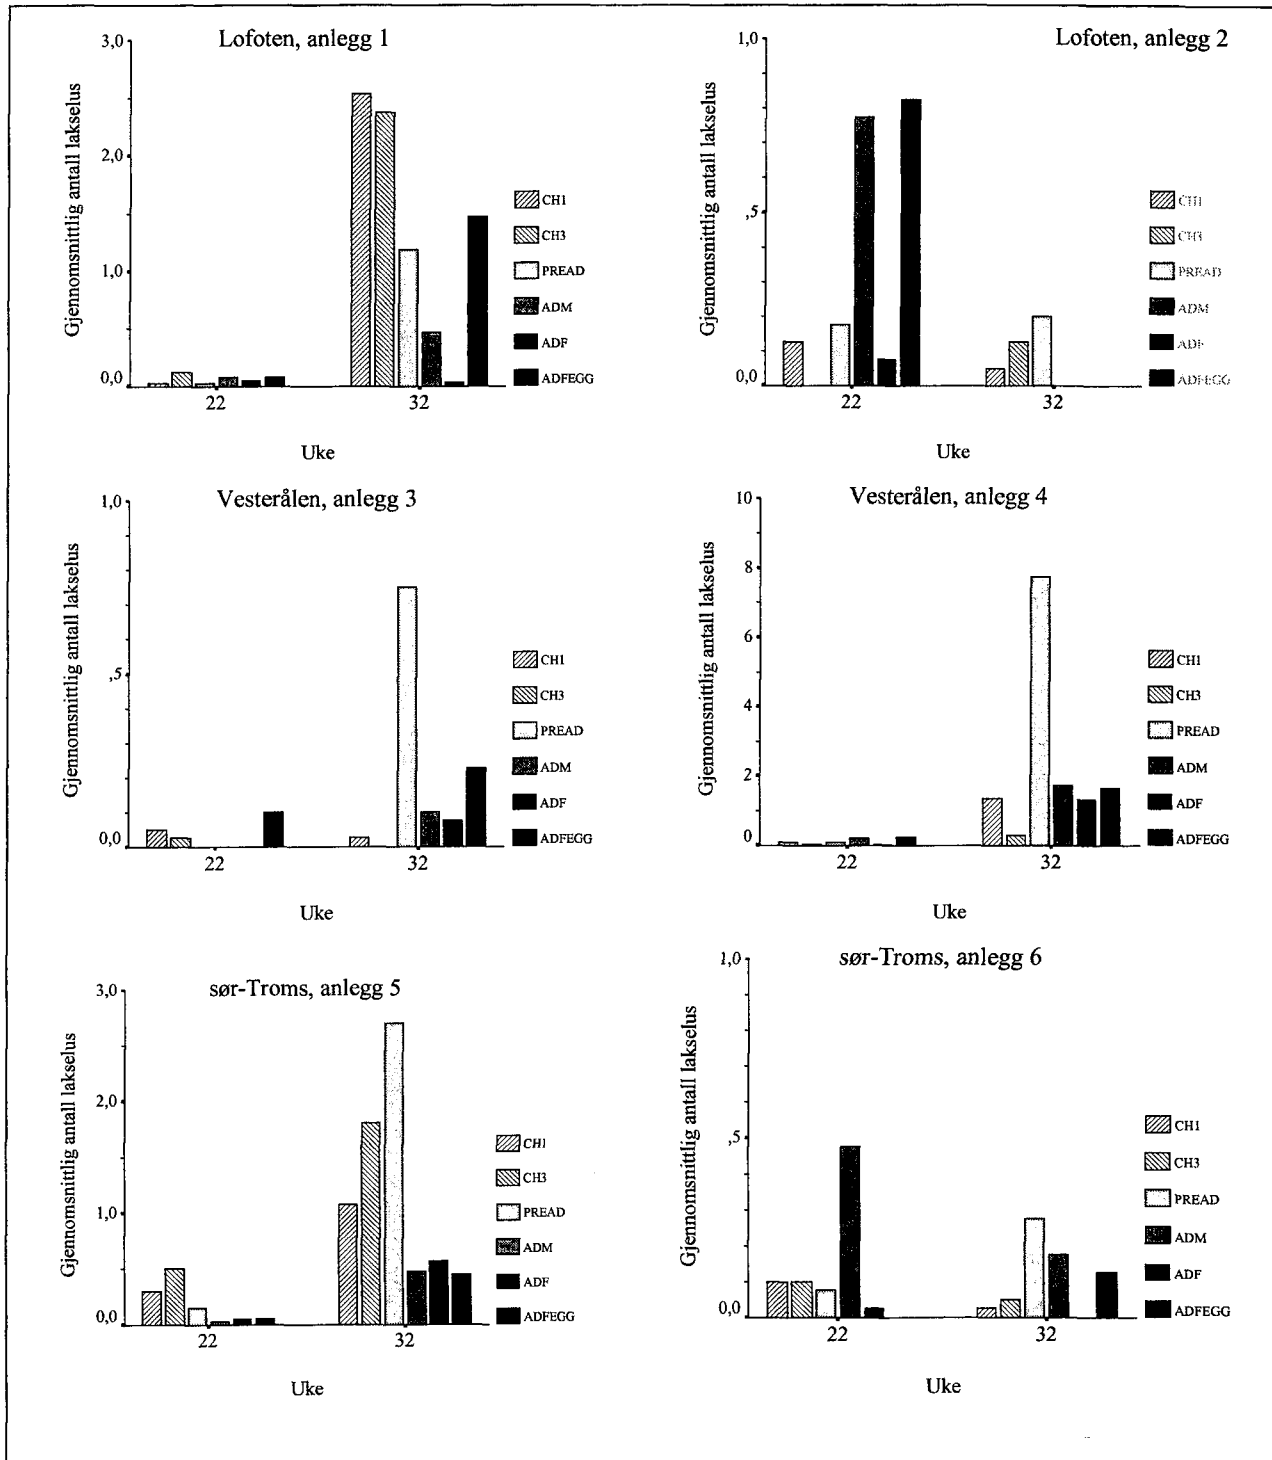 Lofoten, anlegg 1
Gjennomsnittlig antall lakselus
3,0
2,0
1,0
0,0
22
32
Uke
CH1
CH3
PREAD
ADM
ADF
ADFEGG
Lofoten, anlegg 2
Gjennomsnittlig antall lakselus
1,0
,5
0,0
22
32
Uke
CH1
CH3
PREAD
ADM
ADF
ADFEGG
Vesterålen, anlegg 3
Gjennomsnittlig antall lakselus
1,0
,5
0,0
22
32
Uke
CH1
CH3
PREAD
ADM
ADF
ADFEGG
Vesterålen, anlegg 4
Gjennomsnittlig antall lakselus
10
8
6
4
2
0
22
32
Uke
CH1
CH3
PREAD
ADM
ADF
ADFEGG
sør-Troms, anlegg 5
Gjennomsnittlig antall lakselus
3,0
2,0
1,0
0,0
22
32
Uke
CH1
CH3
PREAD
ADM
ADF
ADFEGG
sør-Troms, anlegg 6
Gjennomsnittlig antall lakselus
1,0
,5
0,0
22
32
Uke
CH1
CH3
PREAD
ADM
ADF
ADFEGG